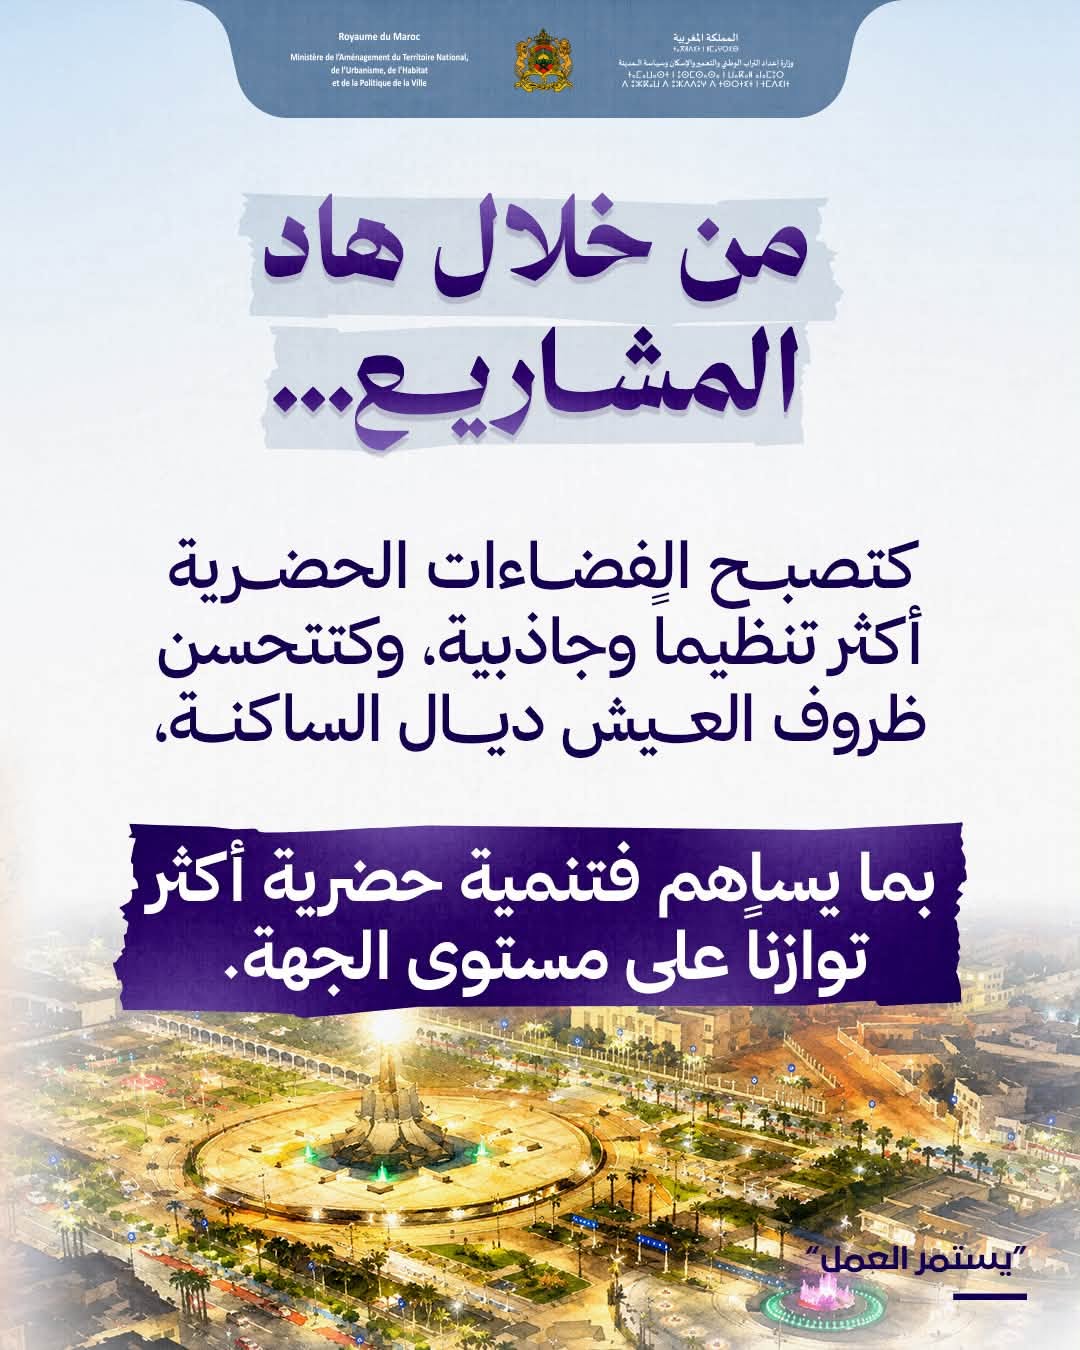 Royaume du Maroc
Ministère de l'Aménagement du Territoire National,
de l'Urbanisme, de l'Habitat
et de la Politique de la Ville
المملكة المغربية
وزارة إعداد التراب الوطني والتعمير والإسكان وسياسة المدينة
من خلال هاد
المشاريع...
كتصبح الفضاءات الحضرية
أكثر تنظيماً وجاذبية، وكتتحسن
ظروف العيش ديال الساكنة،
بما يساهم فتنمية حضرية أكثر
توازناً على مستوى الجهة.
”يستمر العمل“